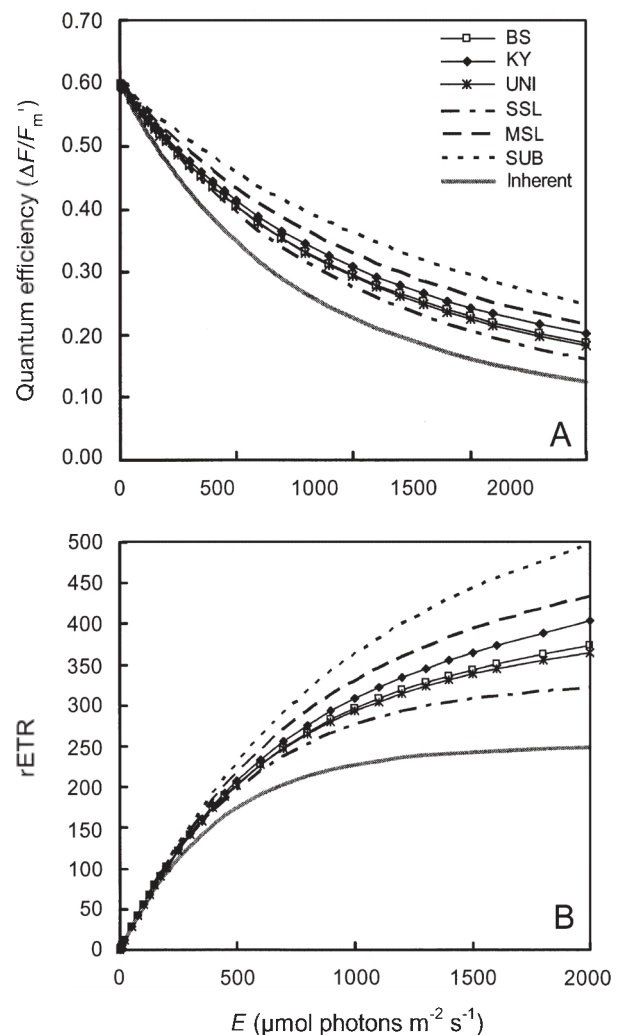 0.70
0.60
0.50
0.40
0.30
0.20
0.10
0.00
Quantum efficiency (ΔF/Fm')
BS
KY
UNI
SSL
MSL
SUB
Inherent
A
0 500 1000 1500 2000
500
450
400
350
300
250
200
150
100
50
0
rETR
B
0 500 1000 1500 2000
E (µmol photons m⁻² s⁻¹)